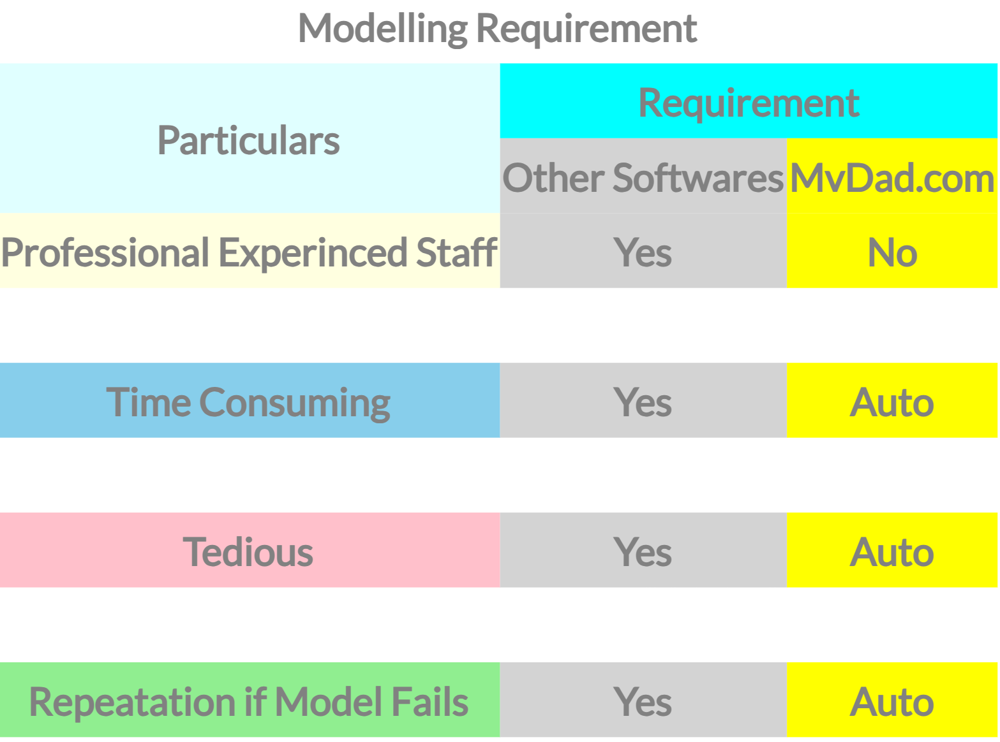 Modelling Requirement
Particulars
Requirement
Other Softwares MvDad.com
Professional Experinced Staff Yes No
Time Consuming Yes Auto
Tedious Yes Auto
Repeatation if Model Fails Yes Auto